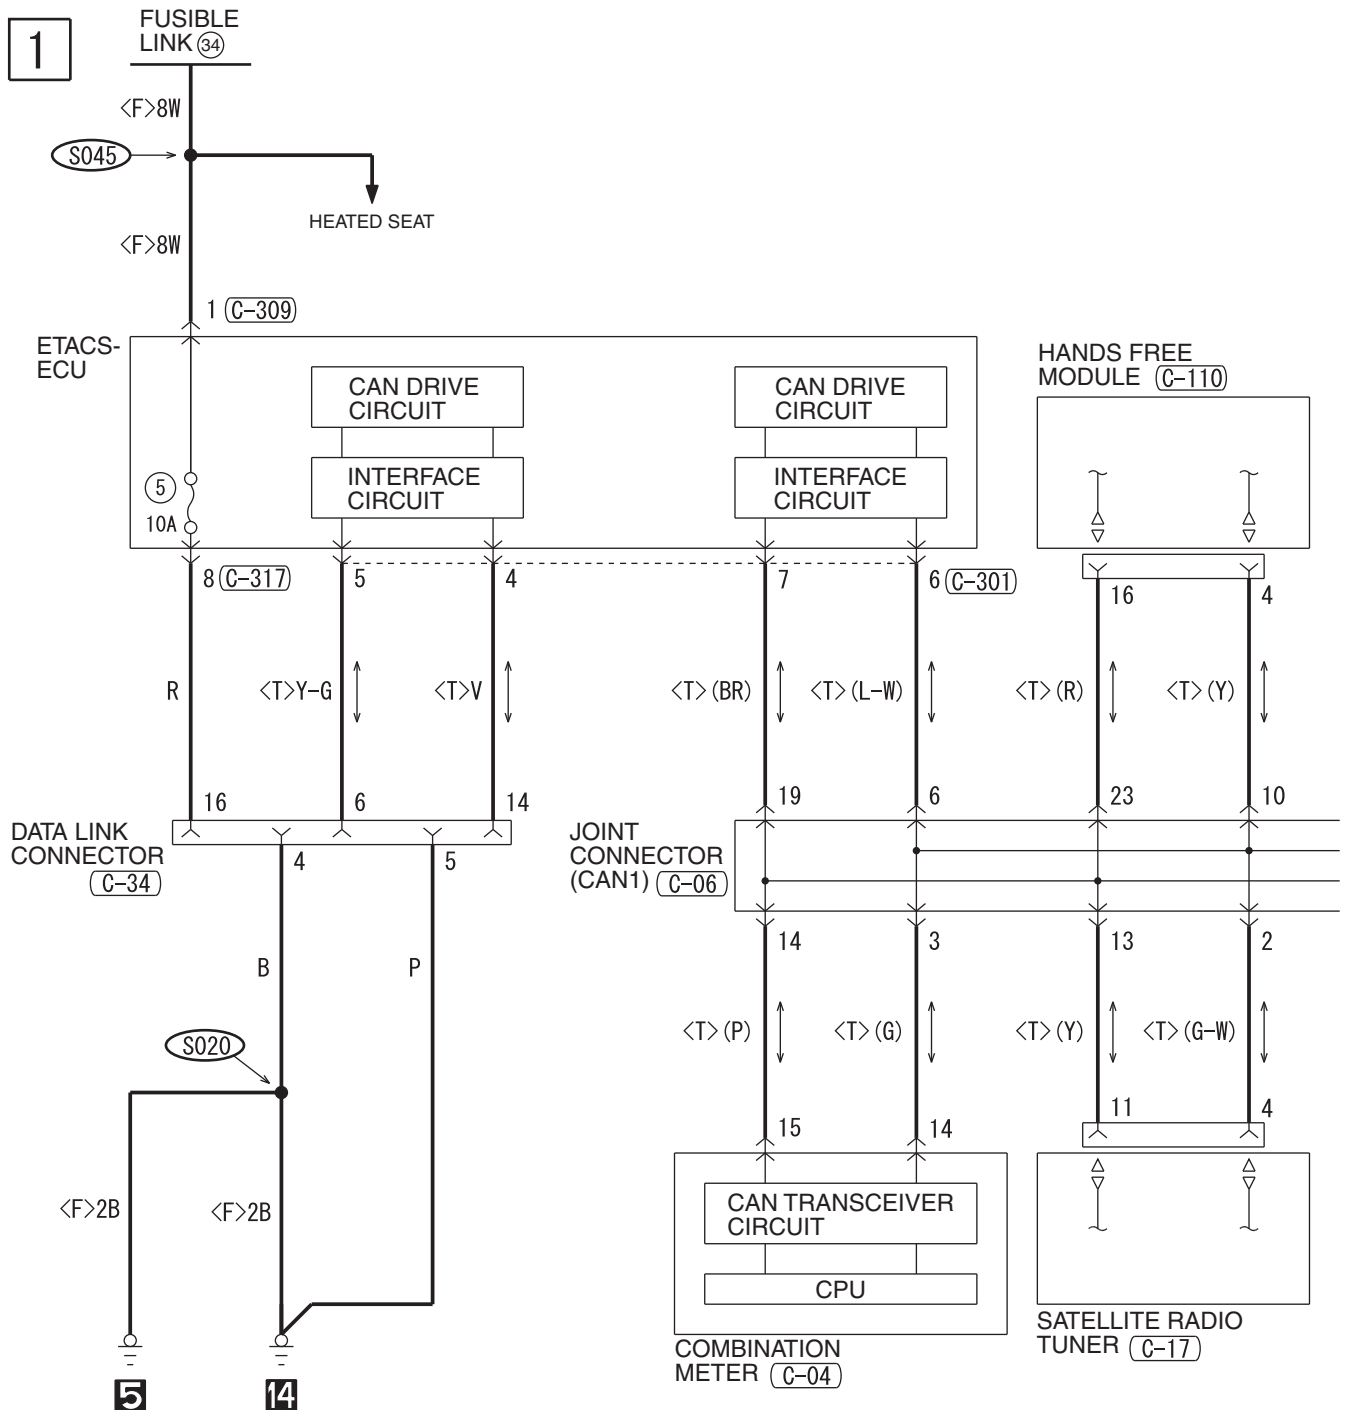 1
FUSIBLE
LINK 34
<F>8W
S045
HEATED SEAT
<F>8W
1 C-309
ETACS-
ECU
CAN DRIVE
CIRCUIT
CAN DRIVE
CIRCUIT
INTERFACE
CIRCUIT
INTERFACE
CIRCUIT
5
10A
HANDS FREE
MODULE C-110
8 C-317 5 4 7 6 C-301 16 4
R <T>Y-G <T>V <T>(BR) <T>(L-W) <T>(R) <T>(Y)
16 6 14 19 6 23 10
DATA LINK
CONNECTOR
C-34
4 5
JOINT
CONNECTOR
(CAN1) C-06
14 3 13 2
B P
<T>(P) <T>(G) <T>(Y) <T>(G-W)
S020
15 14 11 4
<F>2B <F>2B
CAN TRANSCEIVER
CIRCUIT
CPU
COMBINATION
METER C-04
SATELLITE RADIO
TUNER C-17
5 14